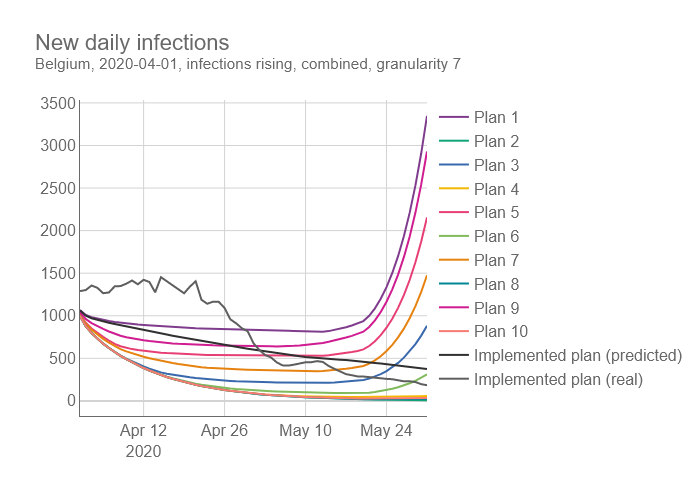 New daily infections
Belgium, 2020-04-01, infections rising, combined, granularity 7
3500
3000
2500
2000
1500
1000
500
0
Apr 12
2020
Apr 26
May 10
May 24
Plan 1
Plan 2
Plan 3
Plan 4
Plan 5
Plan 6
Plan 7
Plan 8
Plan 9
Plan 10
Implemented plan (predicted)
Implemented plan (real)